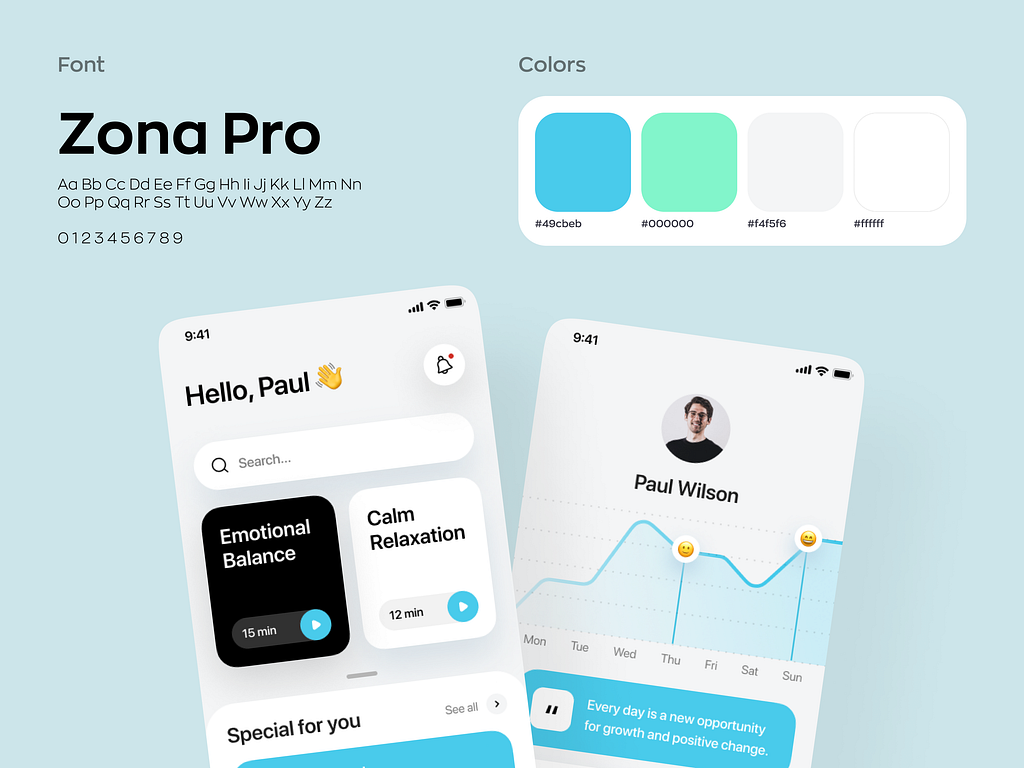 Font
Zona Pro
Aa Bb Cc Dd Ee Ff Gg Hh Ii Jj Kk Ll Mm Nn
Oo Pp Qq Rr Ss Tt Uu Vv Ww Xx Yy Zz
0 1 2 3 4 5 6 7 8 9
Colors
#49cbeb
#000000
#f4f5f6
#ffffff
9:41
Hello, Paul 👋
Search...
Emotional
Balance
15 min
Calm
Relaxation
12 min
Special for you
See all
9:41
Paul Wilson
Mon Tue Wed Thu Fri Sat Sun
Every day is a new opportunity
for growth and positive change.